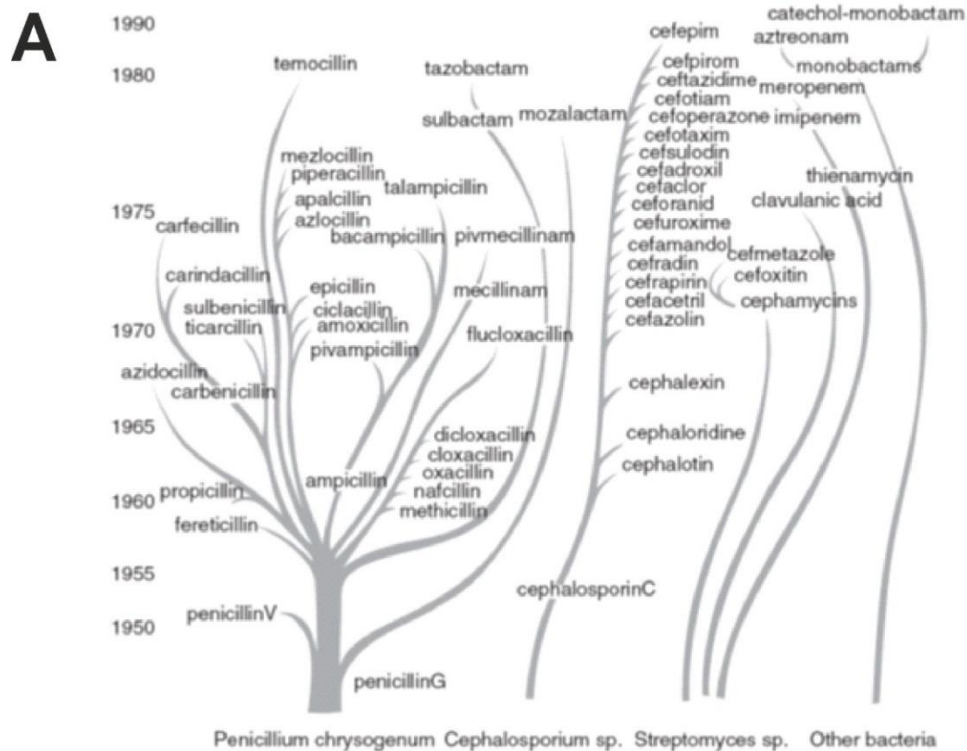 A
1990
1980
1975
1970
1965
1960
1955
1950
temocillin
mezlocillin
piperacillin
apalcillin
azlocillin
talampicillin
bacampicillin
carfecillin
carindacillin
sulbenicillin
ticarcillin
epicillin
ciclacillin
amoxicillin
pivampicillin
azidocillin
carbenicillin
propicillin
fereticillin
ampicillin
penicillinV
penicillinG
tazobactam
sulbactam
mozalactam
pivmecillinam
mecillinam
flucloxacillin
dicloxacillin
cloxacillin
oxacillin
nafcillin
methicillin
cefepim
cefpirom
ceftazidime
cefotiam
cefoperazone
cefotaxim
cefsulodin
cefadroxil
cefaclor
ceforanid
cefuroxime
cefamandol
cefradin
cefrapirin
cefacetril
cefazolin
cephalexin
cephaloridine
cephalotin
cephalosporinC
catechol-monobactam
aztreonam
monobactams
meropenem
imipenem
thienamycin
clavulanic acid
cefmetazole
cefoxitin
cephamycins
Penicillium chrysogenum
Cephalosporium sp.
Streptomyces sp.
Other bacteria